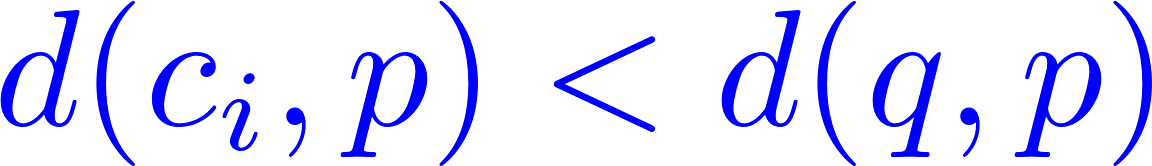 d(c_i, p) < d(q, p)